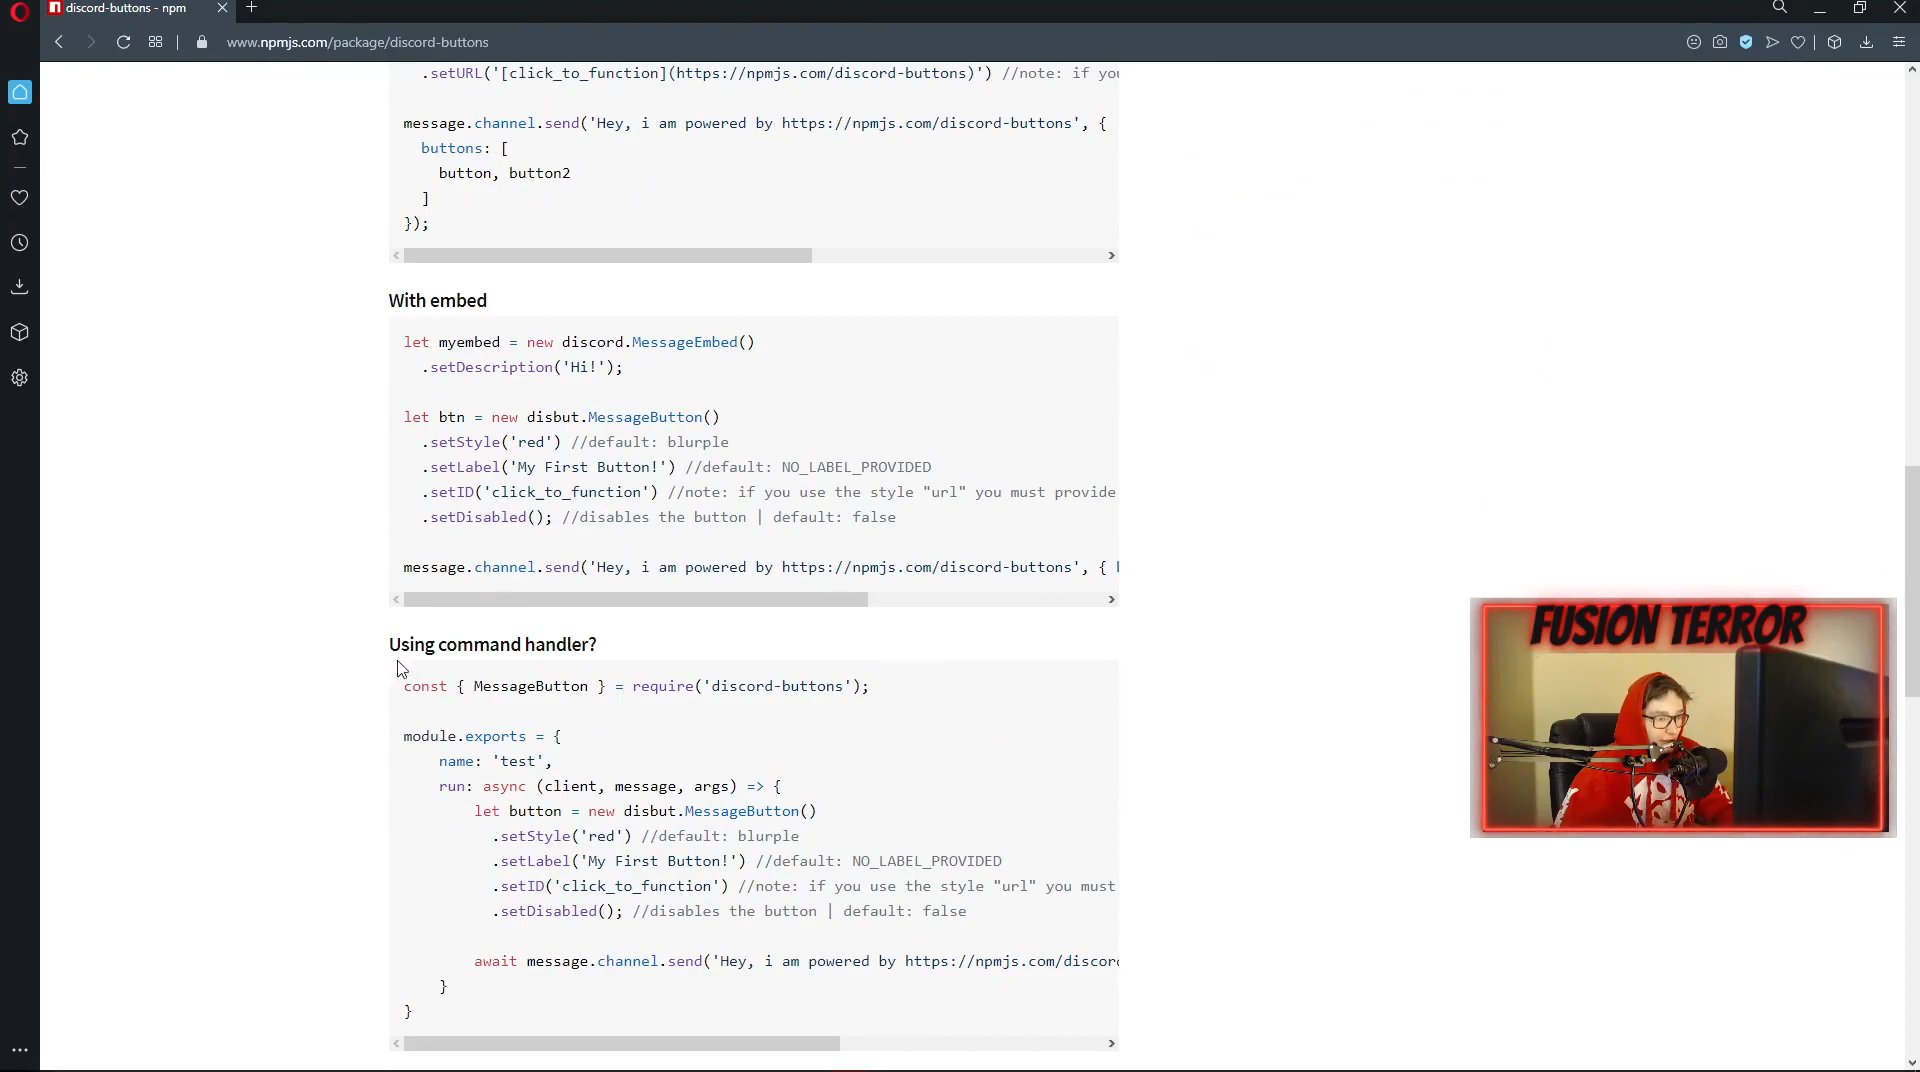 discord-buttons - npm
www.npmjs.com/package/discord-buttons
.setURL('[click_to_function](https://npmjs.com/discord-buttons)') //note: if you
message.channel.send('Hey, i am powered by https://npmjs.com/discord-buttons', {
buttons: [
button, button2
]
});
With embed
let myembed = new discord.MessageEmbed()
.setDescription('Hi!');
let btn = new disbut.MessageButton()
.setStyle('red') //default: blurple
.setLabel('My First Button!') //default: NO_LABEL_PROVIDED
.setID('click_to_function') //note: if you use the style "url" you must provide
.setDisabled(); //disables the button | default: false
message.channel.send('Hey, i am powered by https://npmjs.com/discord-buttons', {
Using command handler?
const { MessageButton } = require('discord-buttons');
module.exports = {
name: 'test',
run: async (client, message, args) => {
let button = new disbut.MessageButton()
.setStyle('red') //default: blurple
.setLabel('My First Button!') //default: NO_LABEL_PROVIDED
.setID('click_to_function') //note: if you use the style "url" you must
.setDisabled(); //disables the button | default: false
await message.channel.send('Hey, i am powered by https://npmjs.com/discor
}
}
FUSION TERROR